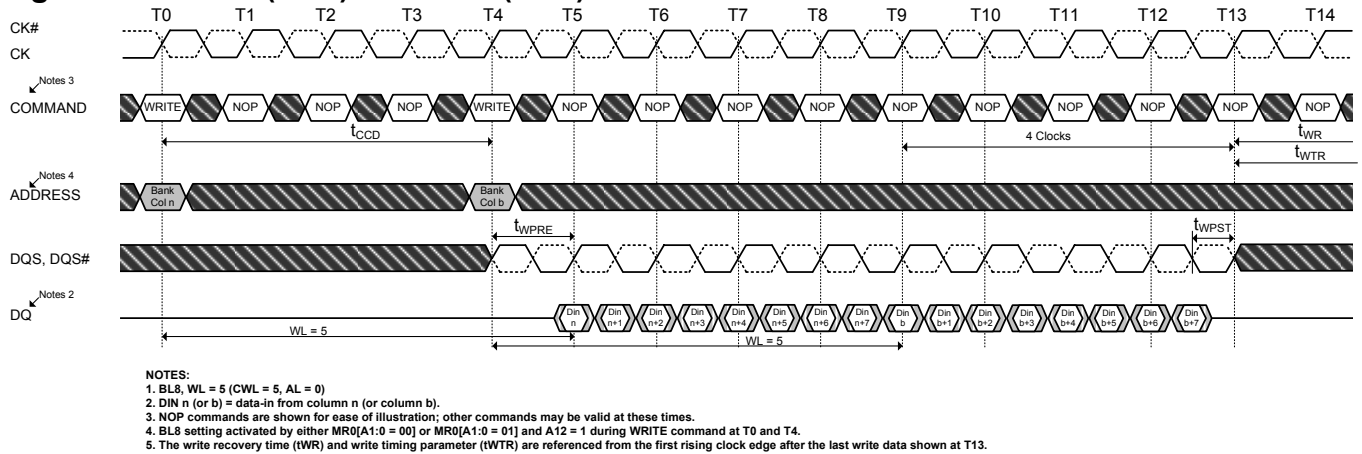 T0 T1 T2 T3 T4 T5 T6 T7 T8 T9 T10 T11 T12 T13 T14
CK#
CK
Notes 3
COMMAND
WRITE NOP NOP NOP WRITE NOP NOP NOP NOP NOP NOP NOP NOP NOP NOP
tCCD
4 Clocks
tWR
tWTR
Notes 4
ADDRESS
Bank
Col n
Bank
Col b
tWPRE
tWPST
DQS, DQS#
Notes 2
DQ
Din
n
Din
n+1
Din
n+2
Din
n+3
Din
n+4
Din
n+5
Din
n+6
Din
n+7
Din
b
Din
b+1
Din
b+2
Din
b+3
Din
b+4
Din
b+5
Din
b+6
Din
b+7
WL = 5
WL = 5
NOTES:
1. BL8, WL = 5 (CWL = 5, AL = 0)
2. DIN n (or b) = data-in from column n (or column b).
3. NOP commands are shown for ease of illustration; other commands may be valid at these times.
4. BL8 setting activated by either MR0[A1:0 = 00] or MR0[A1:0 = 01] and A12 = 1 during WRITE command at T0 and T4.
5. The write recovery time (tWR) and write timing parameter (tWTR) are referenced from the first rising clock edge after the last write data shown at T13.